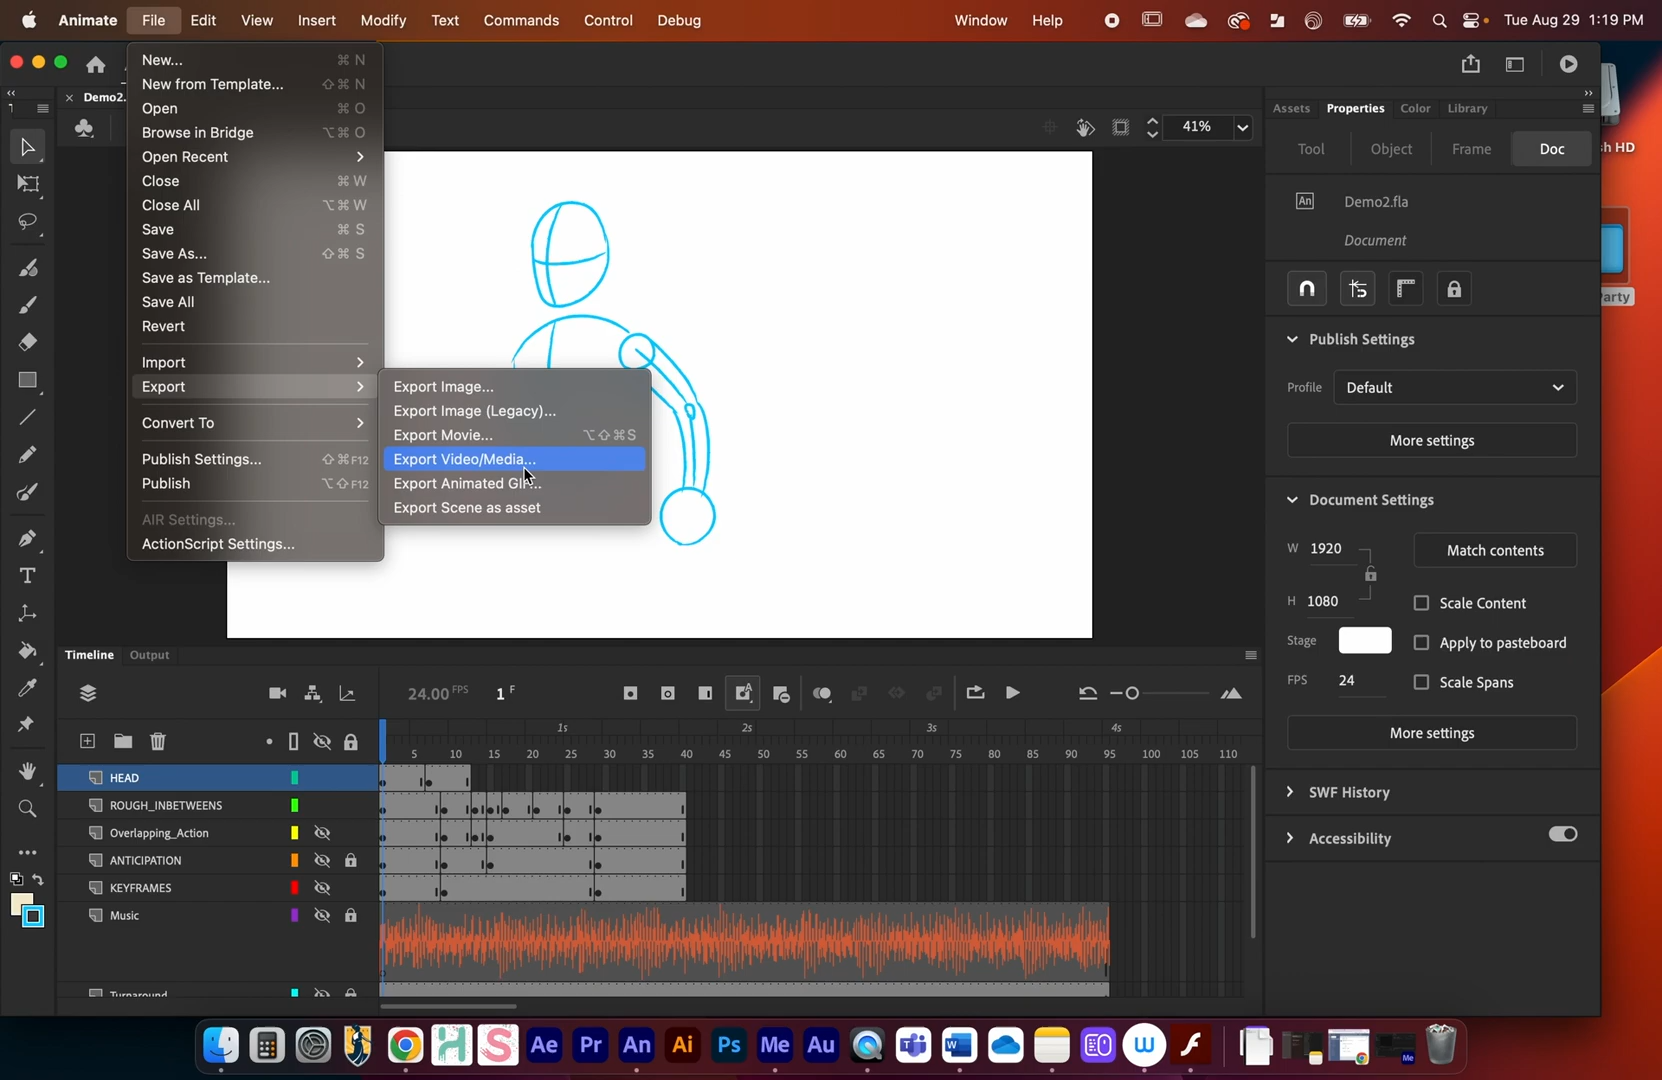 Animate File Edit View Insert Modify Text Commands Control Debug Window Help Tue Aug 29 1:19 PM
New... ⌘ N
New from Template... ⇧⌘ N
Open ⌘ O
Browse in Bridge ⌥⌘ O
Open Recent
Close ⌘ W
Close All ⌥⌘ W
Save ⌘ S
Save As... ⇧⌘ S
Save as Template...
Save All
Revert
Import
Export
Convert To
Publish Settings... ⇧⌘F12
Publish ⌥⇧F12
AIR Settings...
ActionScript Settings...
Export Image...
Export Image (Legacy)...
Export Movie... ⌥⇧⌘S
Export Video/Media...
Export Animated GIF...
Export Scene as asset
Demo2.
41%
Assets Properties Color Library
Tool Object Frame Doc
An Demo2.fla
Document
Publish Settings
Profile Default
More settings
Document Settings
W 1920 Match contents
H 1080 Scale Content
Stage Apply to pasteboard
FPS 24 Scale Spans
More settings
SWF History
Accessibility
sh HD
Party
Timeline Output
24.00 FPS 1 F
1s 2s 3s 4s
5 10 15 20 25 30 35 40 45 50 55 60 65 70 75 80 85 90 95 100 105 110
HEAD
ROUGH_INBETWEENS
Overlapping_Action
ANTICIPATION
KEYFRAMES
Music
Turnaround
Ae Pr An Ai Ps Me Au